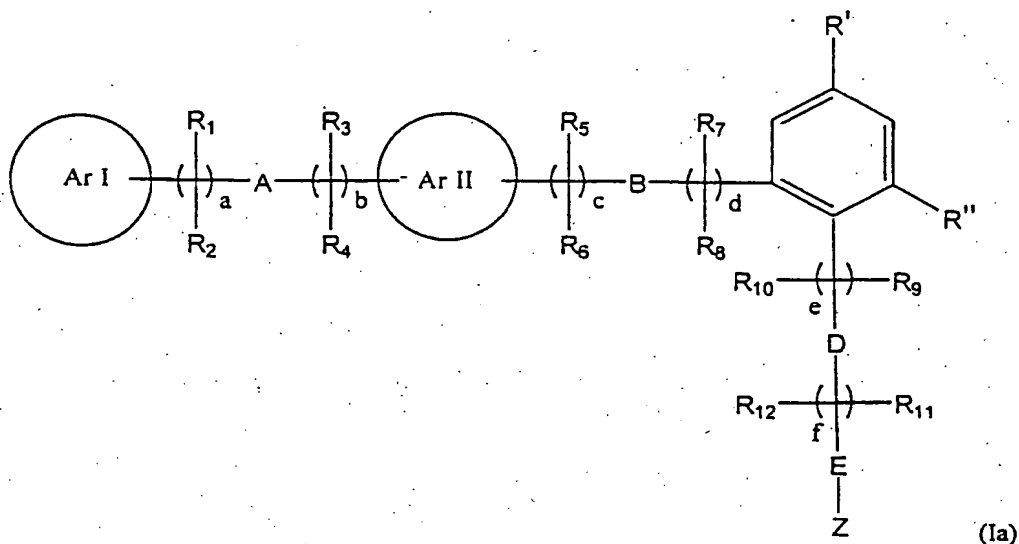 R'
R₁ R₃ R₅ R₇
Ar I ( ) A ( ) Ar II ( ) B ( )
a b c d
R₂ R₄ R₆ R₈
R''
R₁₀ ( ) R₉
e
D
R₁₂ ( ) R₁₁
f
E
Z
(Ia)